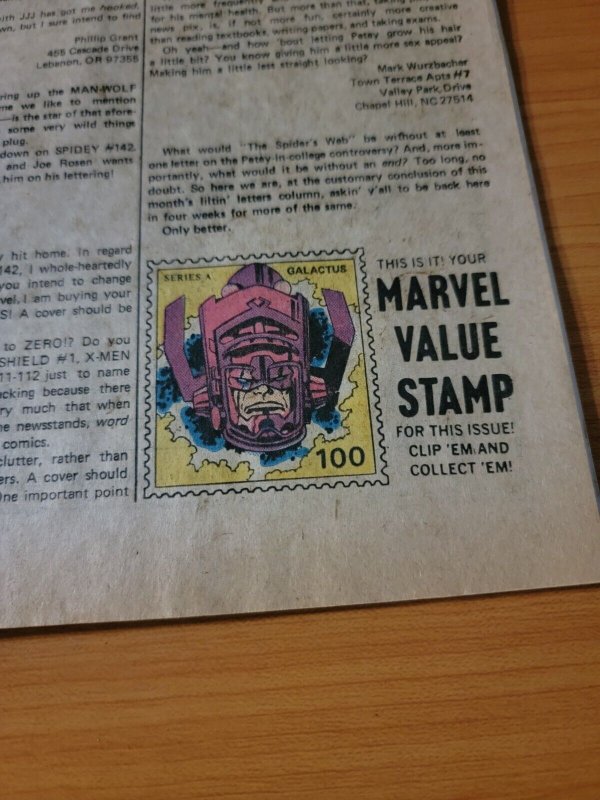 ith JJJ has got me hooked,
wn, but I sure intend to find
Phillip Grant
455 Cascade Drive
Lebanon, OR 97355
ring up the MAN-WOLF
me we like to mention
—is the star of that afore-
some very wild things
plug.
down on SPIDEY #142.
and Joe Rosen wants
him on his lettering!
y hit home. In regard
142, I whole-heartedly
you intend to change
vel. I am buying your
S! A cover should be
to ZERO!? Do you
SHIELD #1, X-MEN
11-112 just to name
acking because there
ry much that when
ne newsstands, word
comics.
clutter, rather than
ers. A cover should
One important point
little more frequently
for his mental health. But more than that, taking
news pix, is, if not more fun, certainly more creative
than reading textbooks, writing papers, and taking exams.
Oh yeah—and how 'bout letting Petey grow his hair
a little bit? You know giving him a little more sex appeal?
Making him a little less straight looking?
Mark Wurzbacher
Town Terrace Apts #7
Valley Park Drive
Chapel Hill, NC 27514
What would "The Spider's Web" be without at least
one letter on the Petey-in-college controversy? And, more im-
portantly, what would it be without an end? Too long, no
doubt. So here we are, at the customary conclusion of this
month's liltin' letters column, askin' y'all to be back here
in four weeks for more of the same.
Only better.
SERIES A GALACTUS
100
THIS IS IT! YOUR
MARVEL
VALUE
STAMP
FOR THIS ISSUE!
CLIP 'EM AND
COLLECT 'EM!